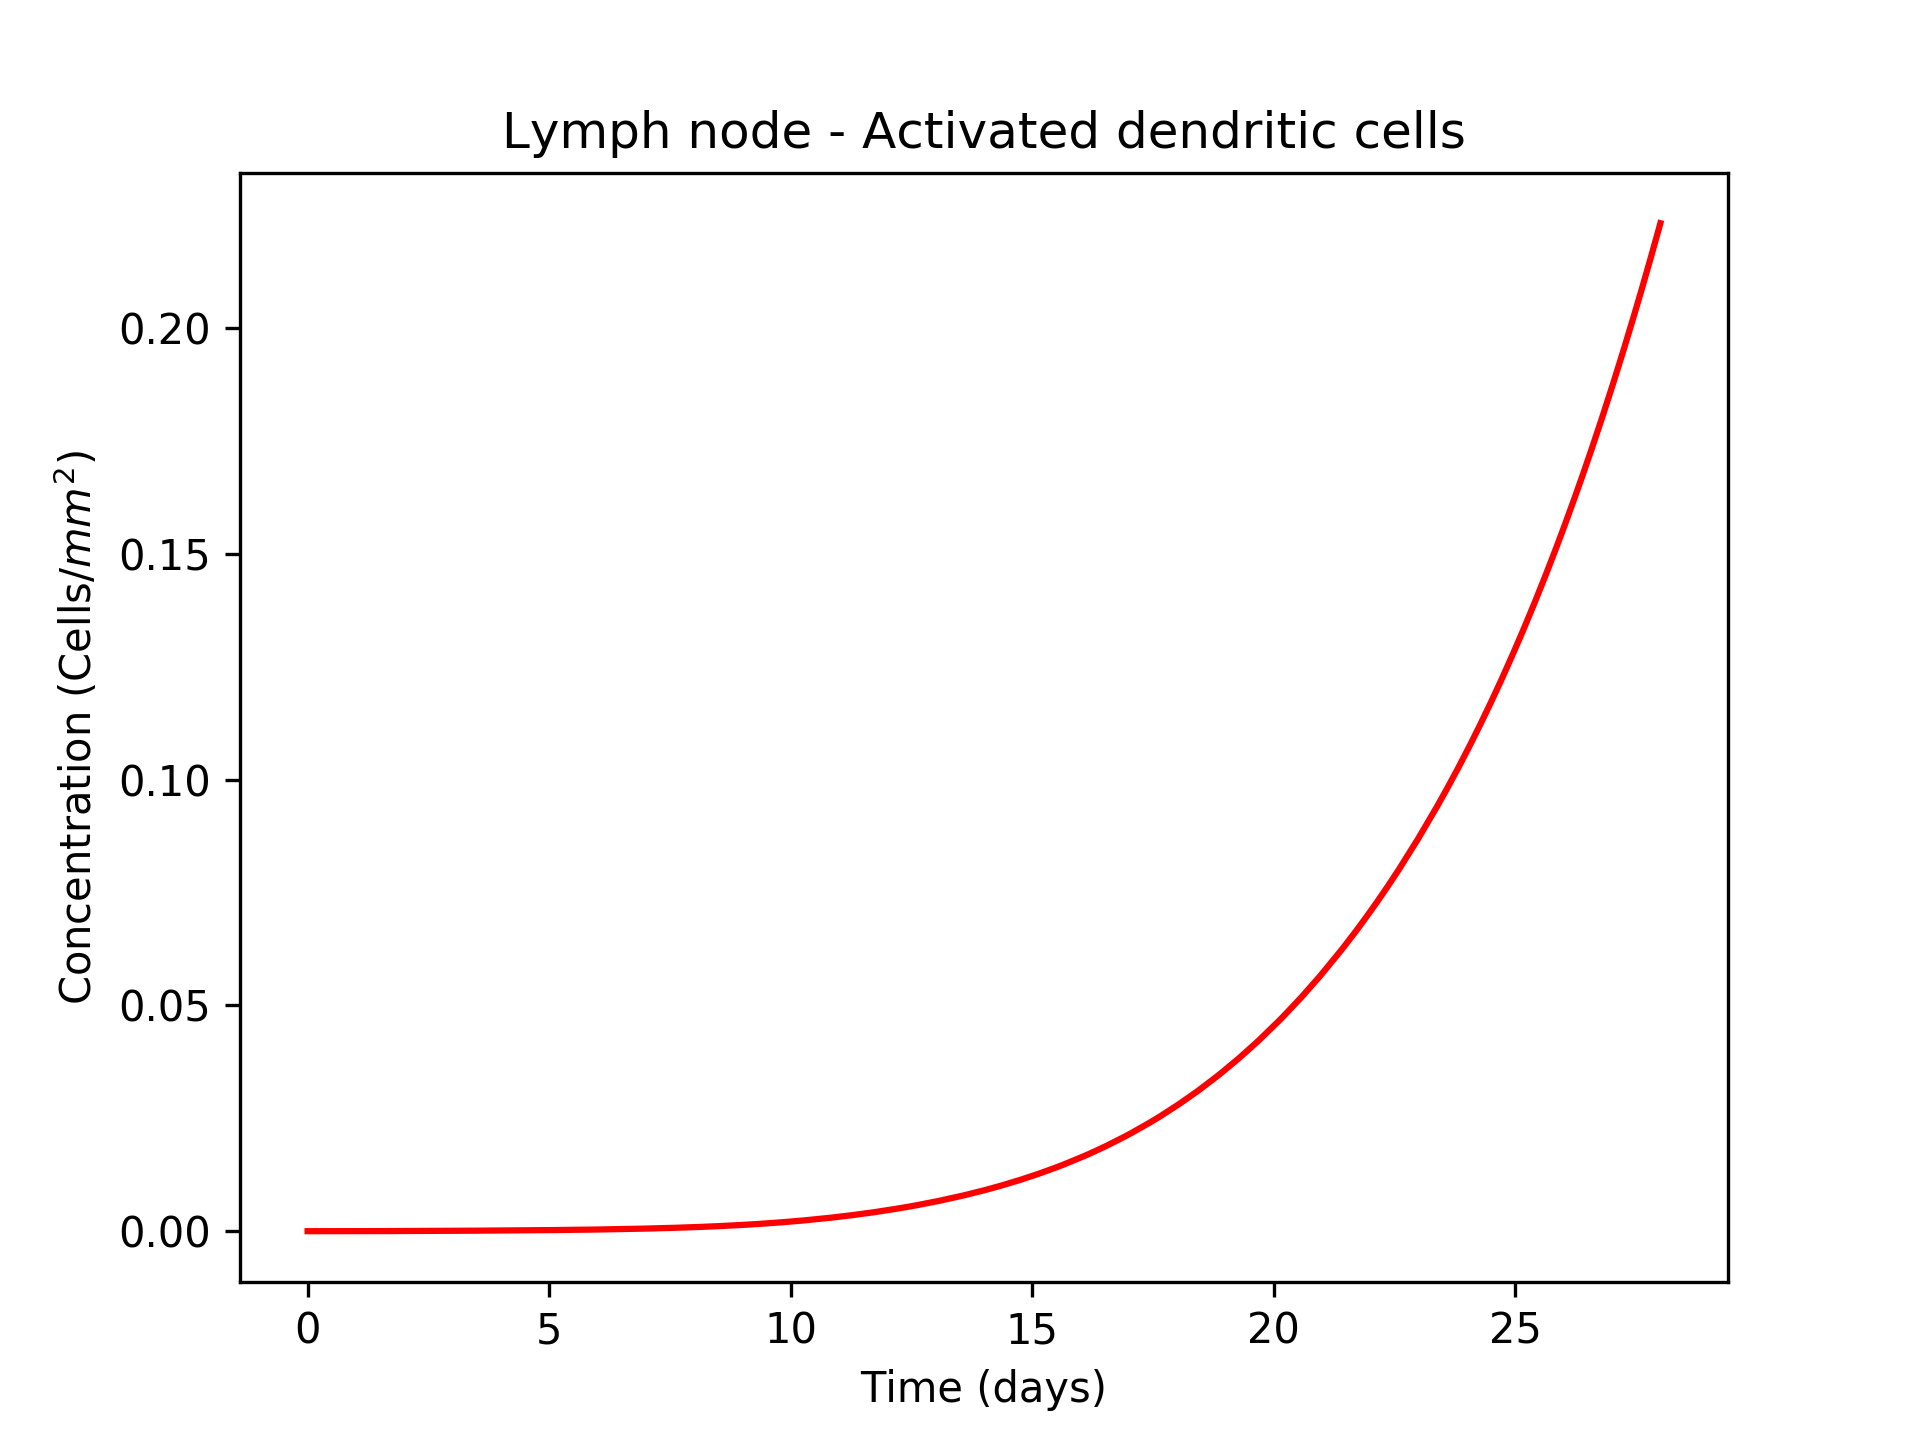 Lymph node - Activated dendritic cells
Concentration (Cells/mm²)
0.20
0.15
0.10
0.05
0.00
0 5 10 15 20 25
Time (days)